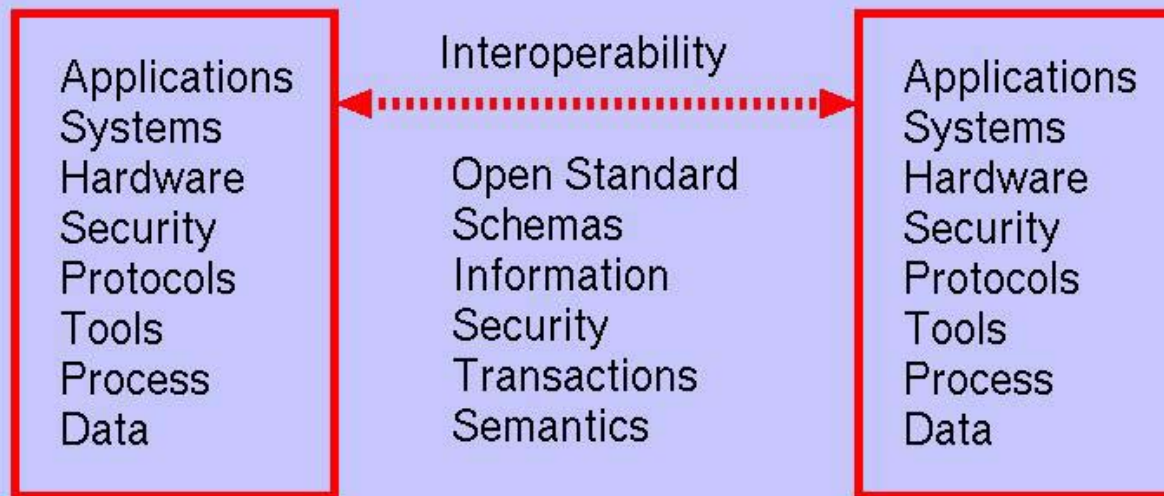 Applications
Systems
Hardware
Security
Protocols
Tools
Process
Data
Interoperability
Open Standard
Schemas
Information
Security
Transactions
Semantics
Applications
Systems
Hardware
Security
Protocols
Tools
Process
Data